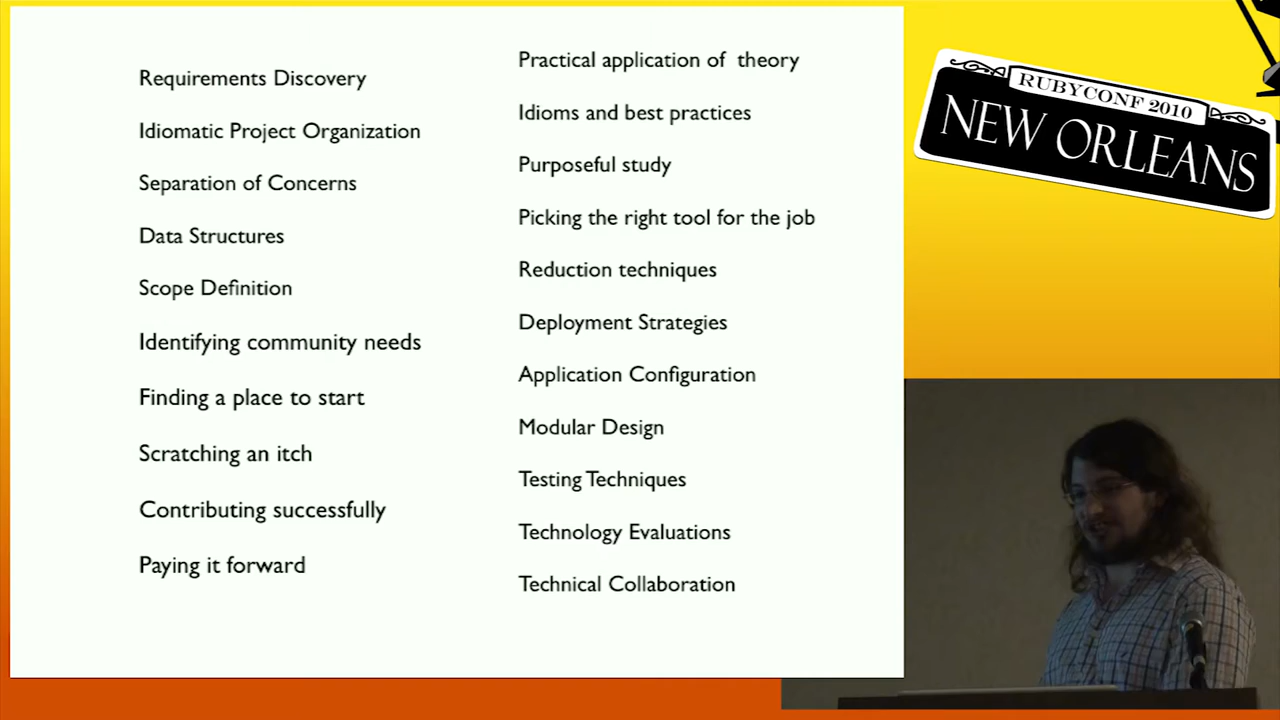 Requirements Discovery
Idiomatic Project Organization
Separation of Concerns
Data Structures
Scope Definition
Identifying community needs
Finding a place to start
Scratching an itch
Contributing successfully
Paying it forward
Practical application of theory
Idioms and best practices
Purposeful study
Picking the right tool for the job
Reduction techniques
Deployment Strategies
Application Configuration
Modular Design
Testing Techniques
Technology Evaluations
Technical Collaboration
RUBYCONF 2010
NEW ORLEANS